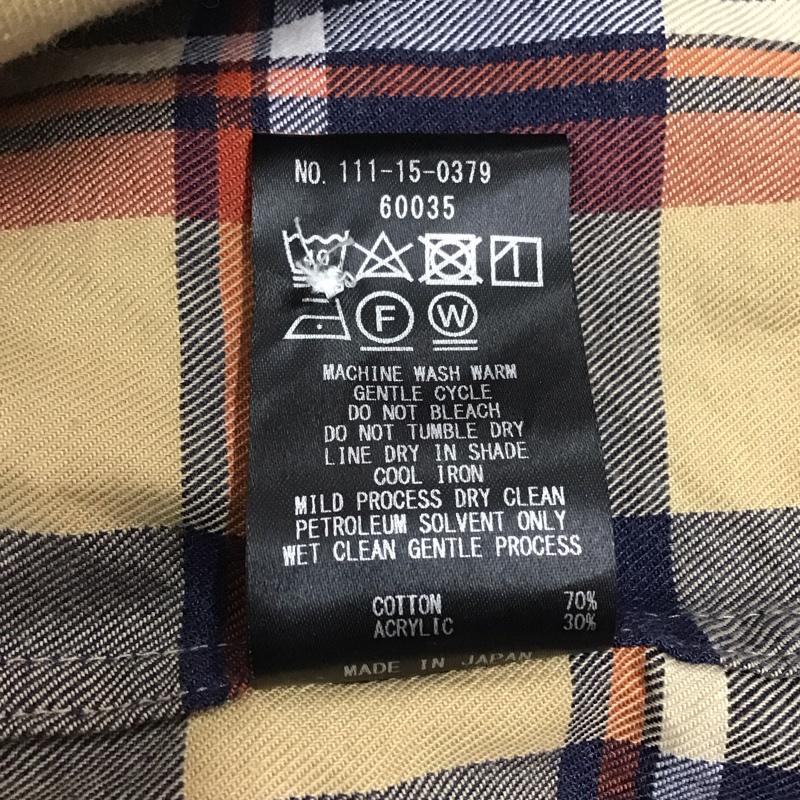 No. 111-15-0379
60035
F W
MACHINE WASH WARM
GENTLE CYCLE
DO NOT BLEACH
DO NOT TUMBLE DRY
LINE DRY IN SHADE
COOL IRON
MILD PROCESS DRY CLEAN
PETROLEUM SOLVENT ONLY
WET CLEAN GENTLE PROCESS
COTTON 70%
ACRYLIC 30%
MADE IN JAPAN